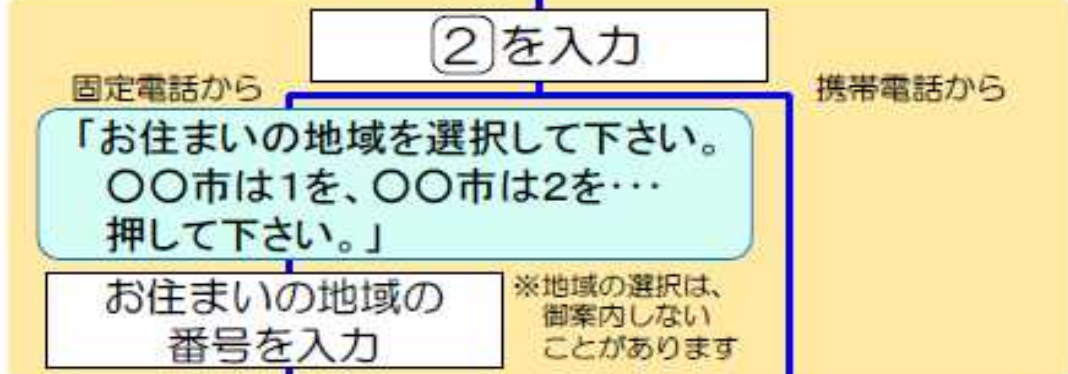 2を入力
固定電話から
携帯電話から
「お住まいの地域を選択して下さい。
〇〇市は1を、〇〇市は2を･･･
押して下さい。」
お住まいの地域の
番号を入力
※地域の選択は、
御案内しない
ことがあります